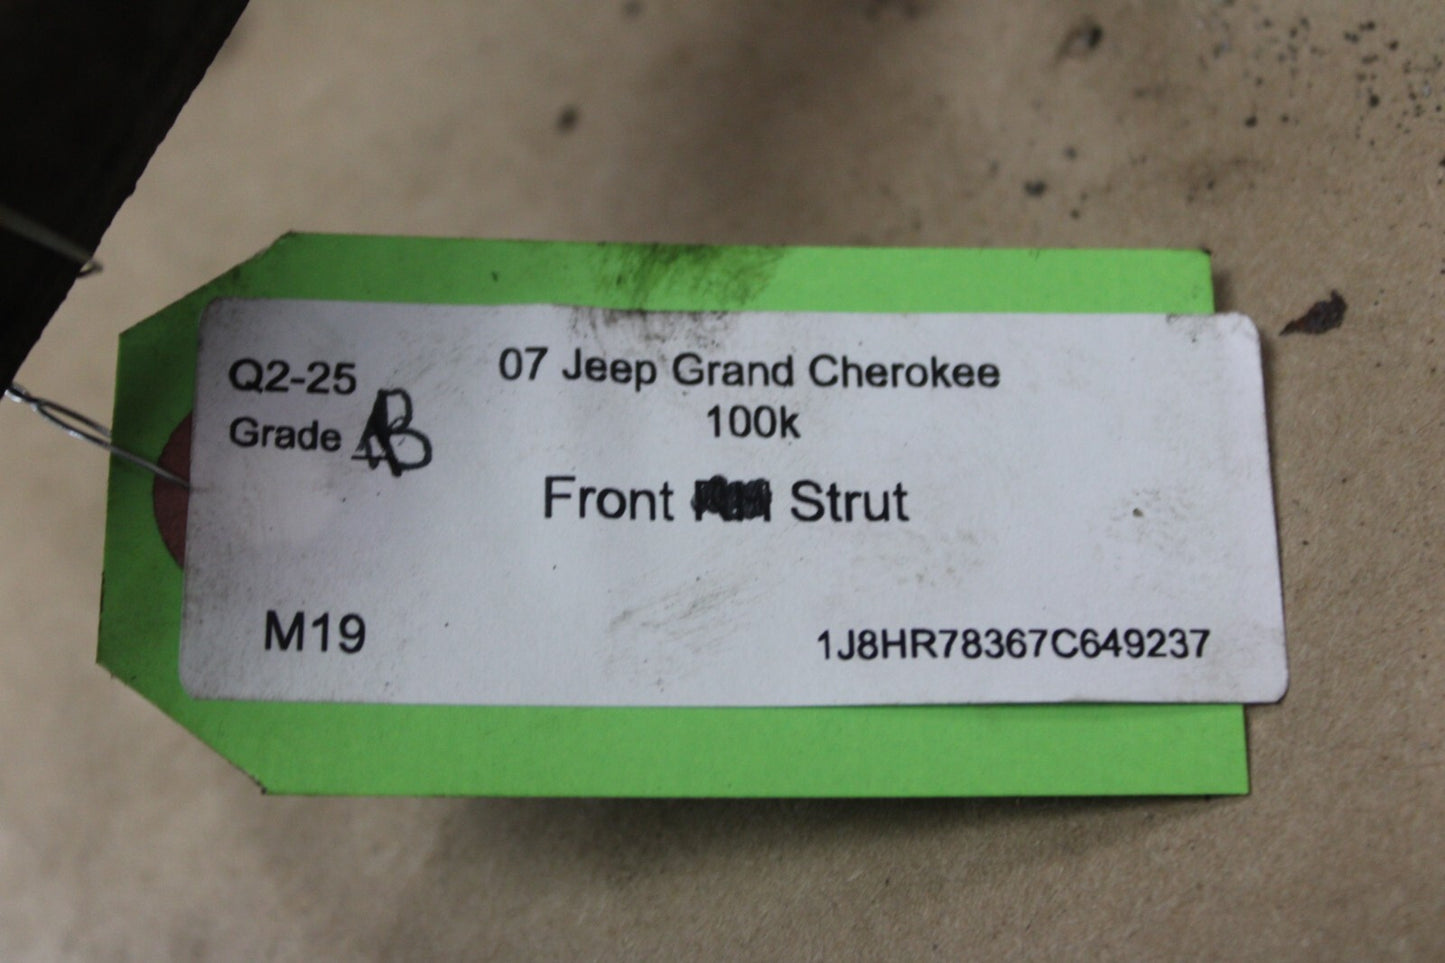 Q2-25
Grade B
07 Jeep Grand Cherokee
100k
Front Strut
M19
1J8HR78367C649237